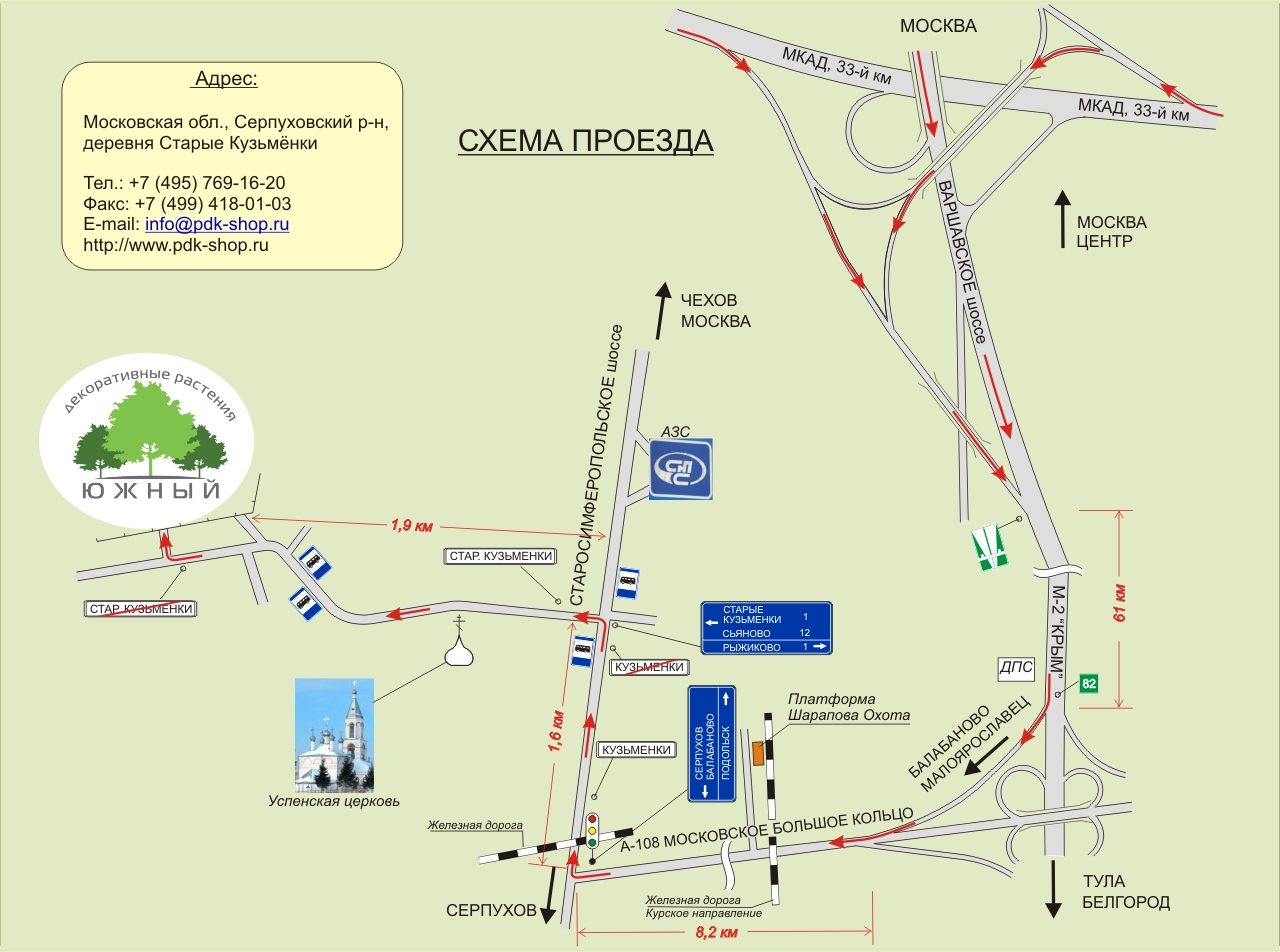 МОСКВА
МКАД, 33-й км
МКАД, 33-й км
Адрес:
Московская обл., Серпуховский р-н,
деревня Старые Кузьмёнки
Тел.: +7 (495) 769-16-20
Факс: +7 (499) 418-01-03
E-mail: info@pdk-shop.ru
http://www.pdk-shop.ru
СХЕМА ПРОЕЗДА
ВАРШАВСКОЕ шоссе
МОСКВА
ЦЕНТР
ЧЕХОВ
МОСКВА
СТАРОСИМФЕРОПОЛЬСКОЕ шоссе
декоративные растения
ЮЖНЫЙ
АЗС
1,9 км
СТАР. КУЗЬМЕНКИ
СТАР. КУЗЬМЕНКИ
СТАРЫЕ
КУЗЬМЕНКИ 1
СЬЯНОВО 12
РЫЖИКОВО 1
КУЗЬМЕНКИ
М-2 "КРЫМ"
61 км
ДПС
82
БАЛАБАНОВО
МАЛОЯРОСЛАВЕЦ
Платформа
Шарапова Охота
СЕРПУХОВ
БАЛАБАНОВО
ПОДОЛЬСК
1,6 км
КУЗЬМЕНКИ
Успенская церковь
Железная дорога
А-108 МОСКОВСКОЕ БОЛЬШОЕ КОЛЬЦО
СЕРПУХОВ
Железная дорога
Курское направление
8,2 км
ТУЛА
БЕЛГОРОД